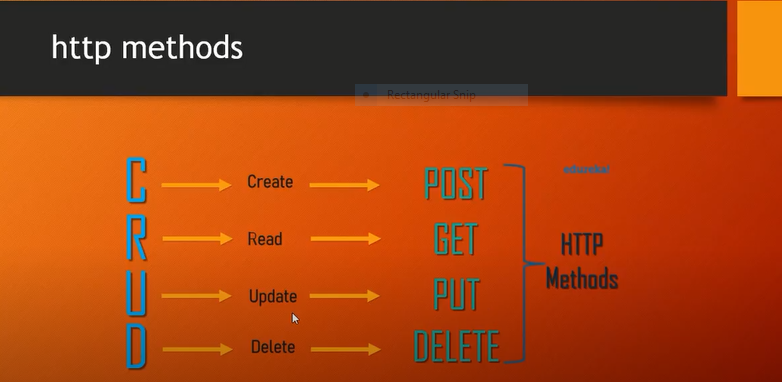 http methods
Rectangular Snip
edureka!
C Create POST
R Read GET
U Update PUT
D Delete DELETE
HTTP
Methods